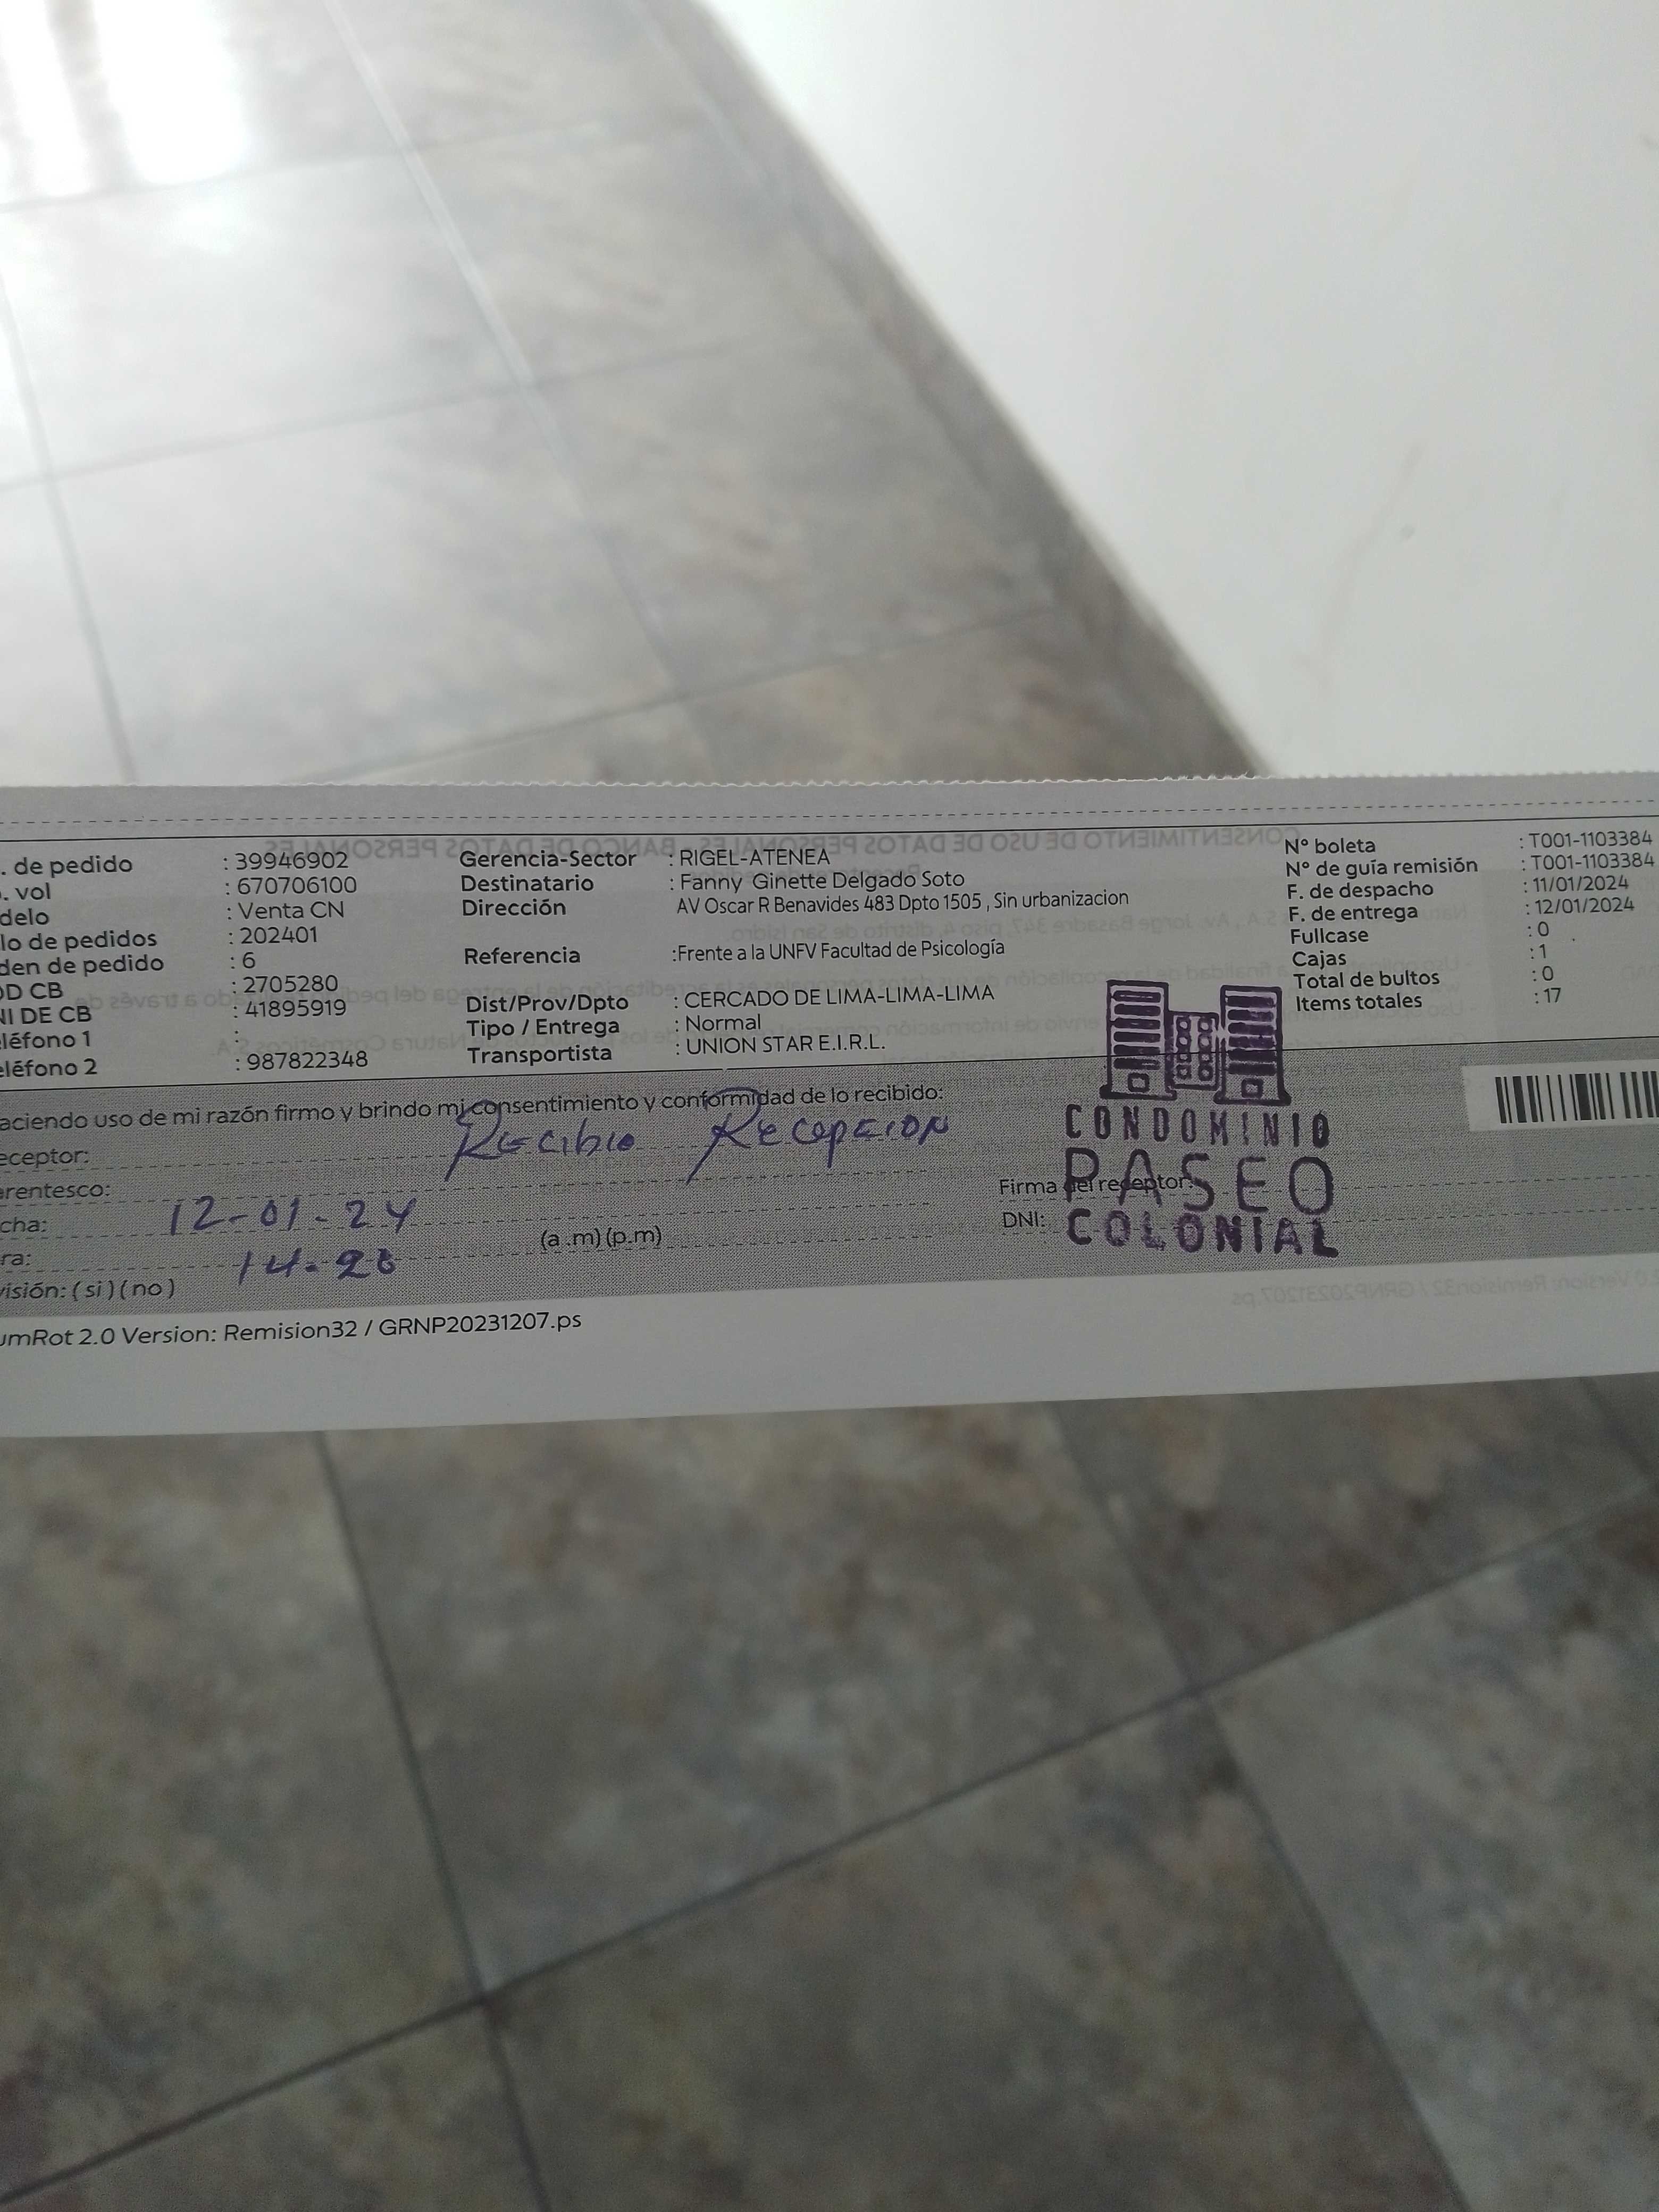 . de pedido : 39946902 Gerencia-Sector : RIGEL-ATENEA Nº boleta : T001-1103384
. vol : 670706100 Destinatario : Fanny Ginette Delgado Soto Nº de guía remisión : T001-1103384
delo : Venta CN Dirección AV Oscar R Benavides 483 Dpto 1505 , Sin urbanizacion F. de despacho : 11/01/2024
lo de pedidos : 202401 F. de entrega : 12/01/2024
den de pedido : 6 Referencia :Frente a la UNFV Facultad de Psicología Fullcase : 0
OD CB : 2705280 Cajas : 1
NI DE CB : 41895919 Dist/Prov/Dpto : CERCADO DE LIMA-LIMA-LIMA Total de bultos : 0
léfono 1 : Tipo / Entrega : Normal Items totales : 17
eléfono 2 : 987822348 Transportista : UNION STAR E.I.R.L.
aciendo uso de mi razón firmo y brindo mi consentimiento y conformidad de lo recibido:
eceptor: Recibio Recepcion
arentesco:
cha: 12-01-24
ra: 14-20 (a .m) (p.m)
visión: ( si ) ( no )
Firma del receptor:
DNI:
CONDOMINIO
PASEO
COLONIAL
umRot 2.0 Version: Remision32 / GRNP20231207.ps